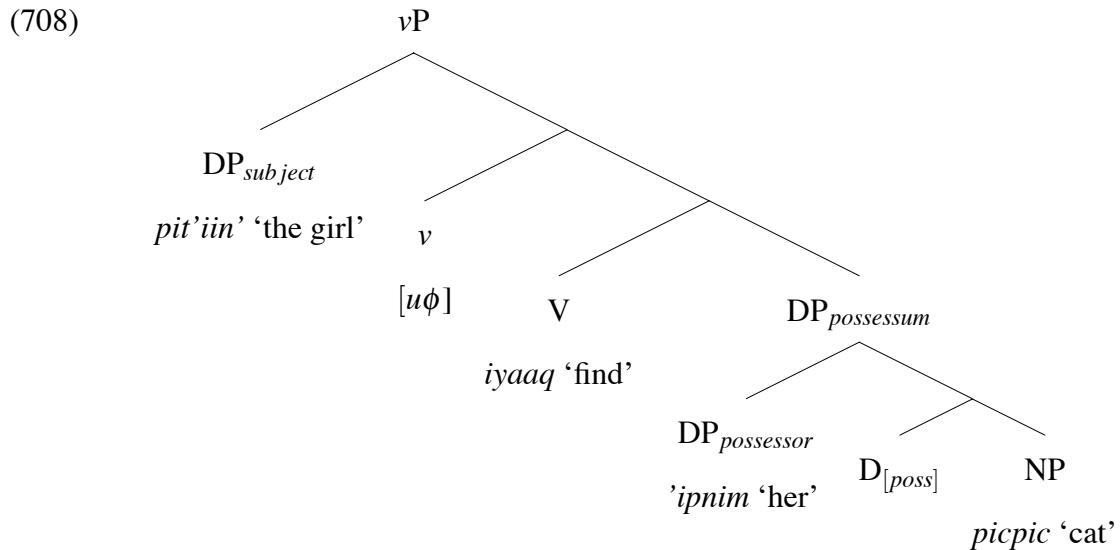 (708) vP
DP_subject
pit’iin’ ‘the girl’ v
[uϕ] V DP_possessum
iyaaq ‘find’
DP_possessor D_[poss] NP
’ipnim ‘her’
picpic ‘cat’